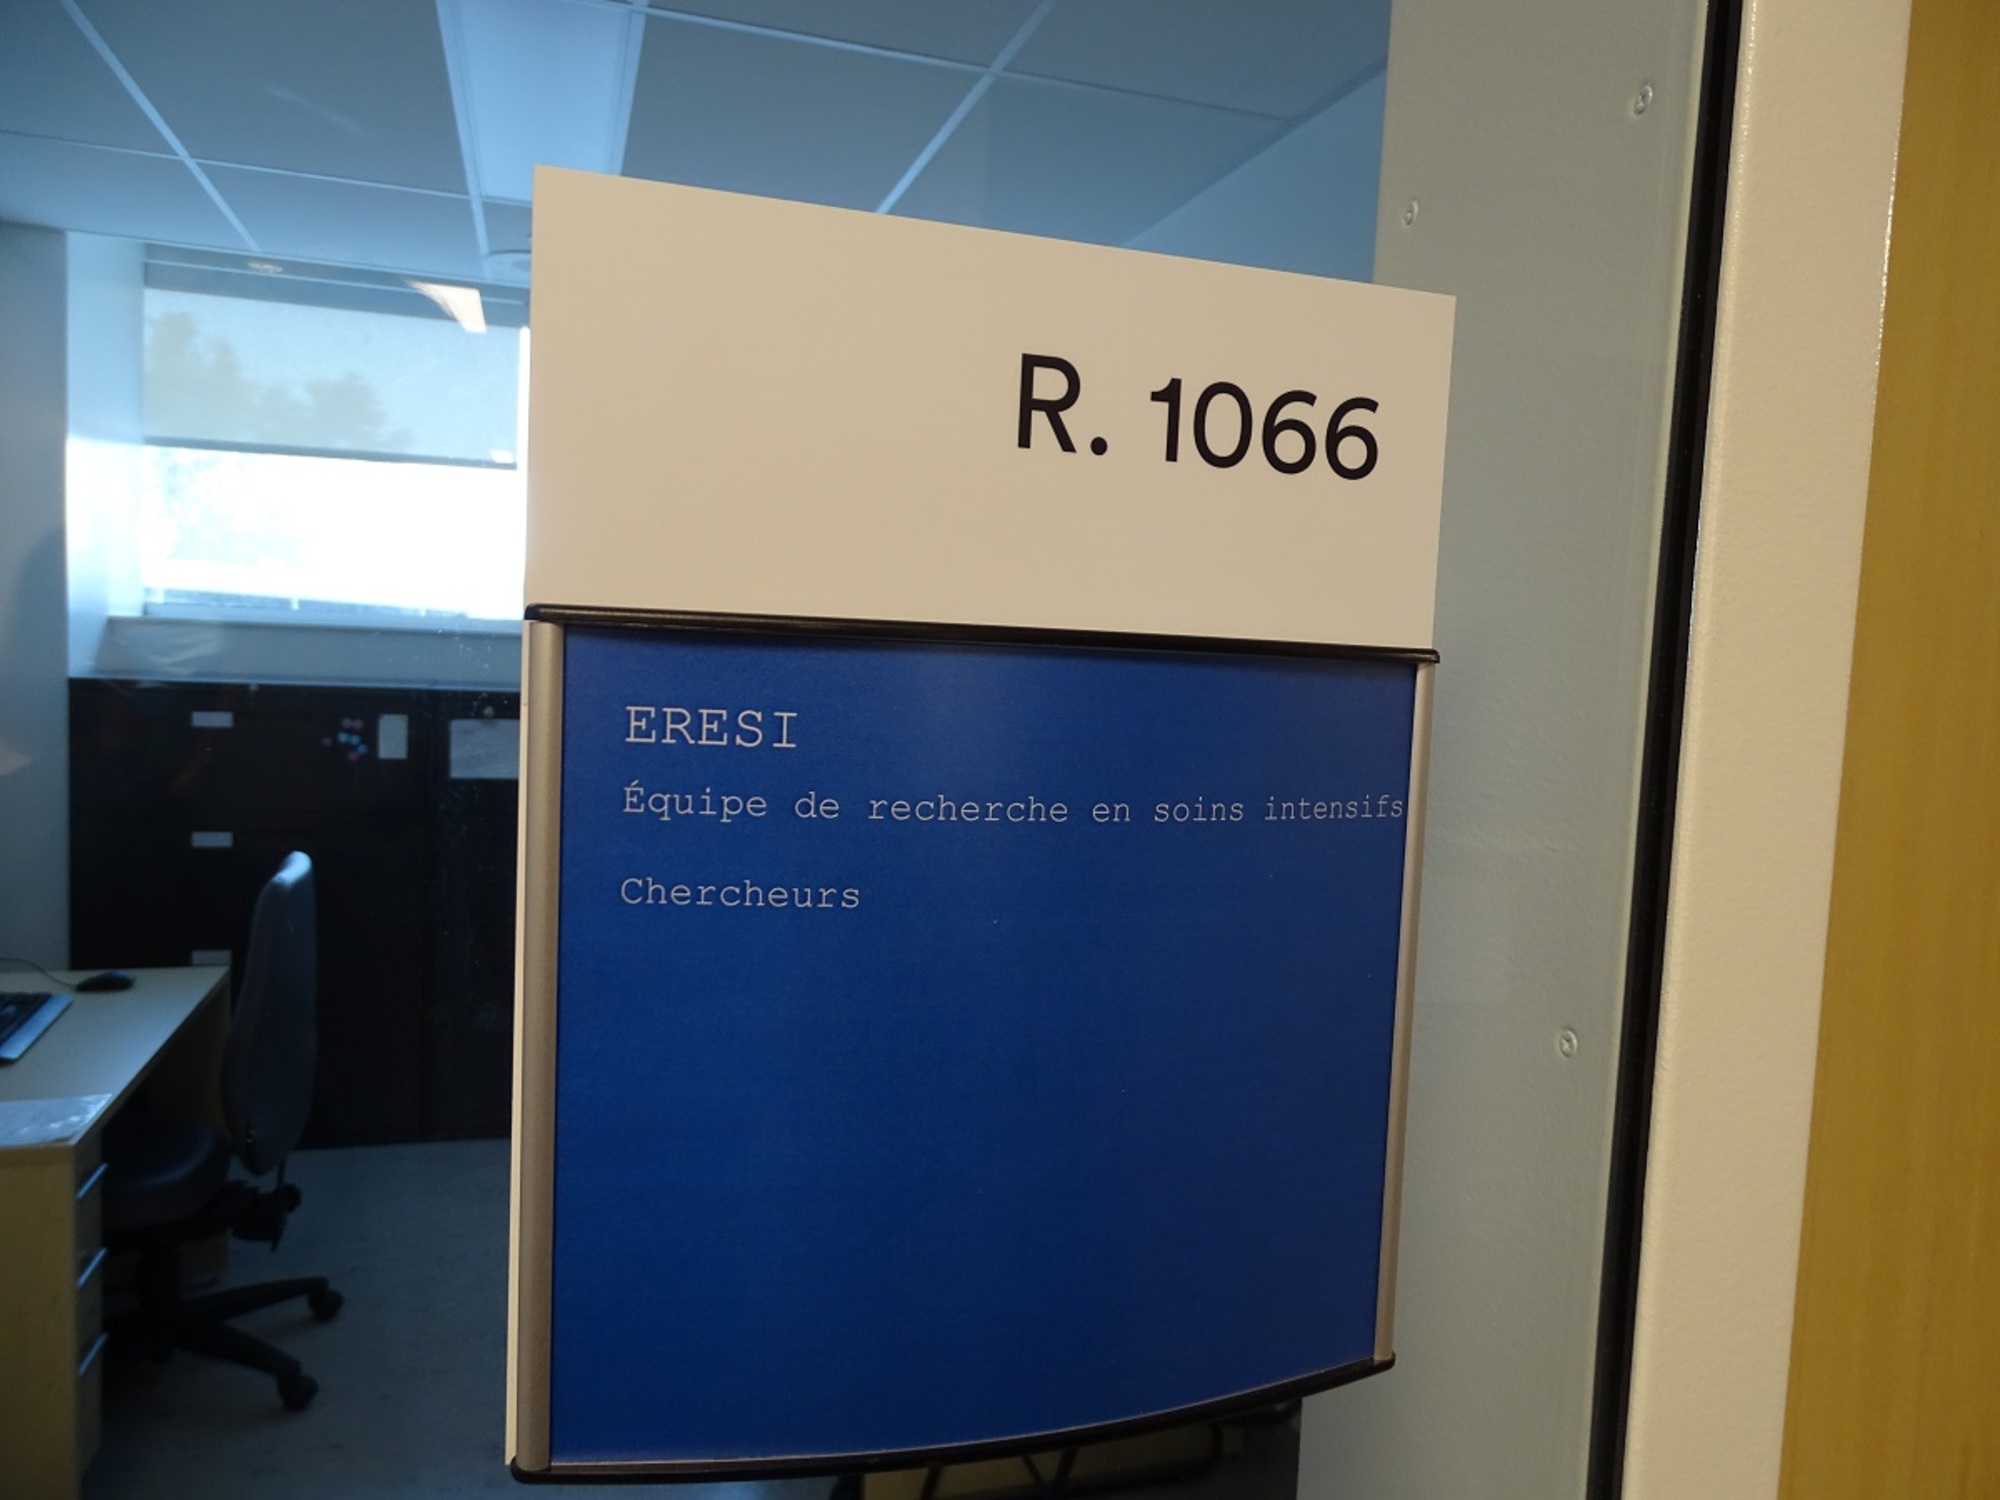 R. 1066
ERESI
Équipe de recherche en soins intensifs
Chercheurs